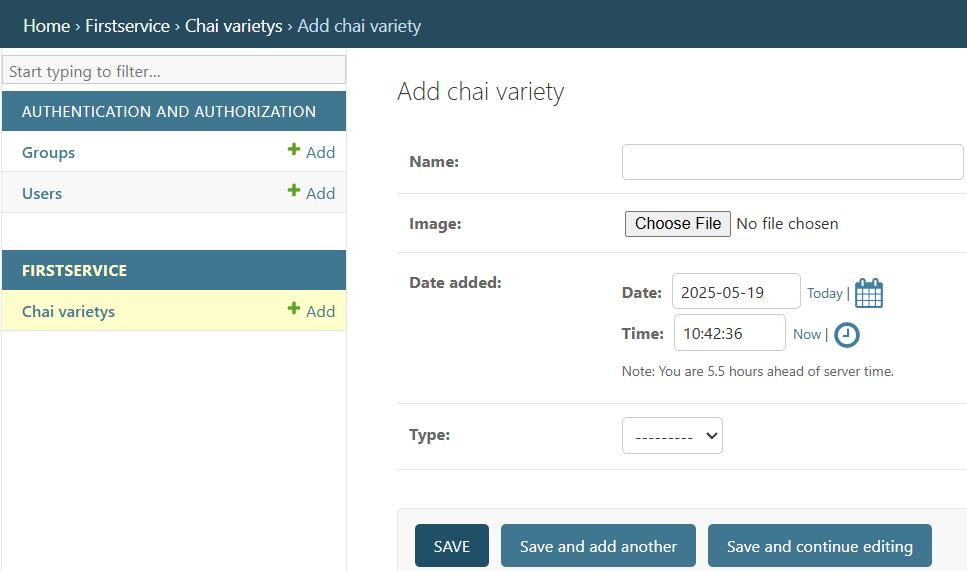 Home › Firstservice › Chai varietys › Add chai variety
Start typing to filter...
AUTHENTICATION AND AUTHORIZATION
Groups + Add
Users + Add
FIRSTSERVICE
Chai varietys + Add
Add chai variety
Name:
Image: Choose File No file chosen
Date added:
Date: 2025-05-19 Today |
Time: 10:42:36 Now |
Note: You are 5.5 hours ahead of server time.
Type: ---------
SAVE Save and add another Save and continue editing